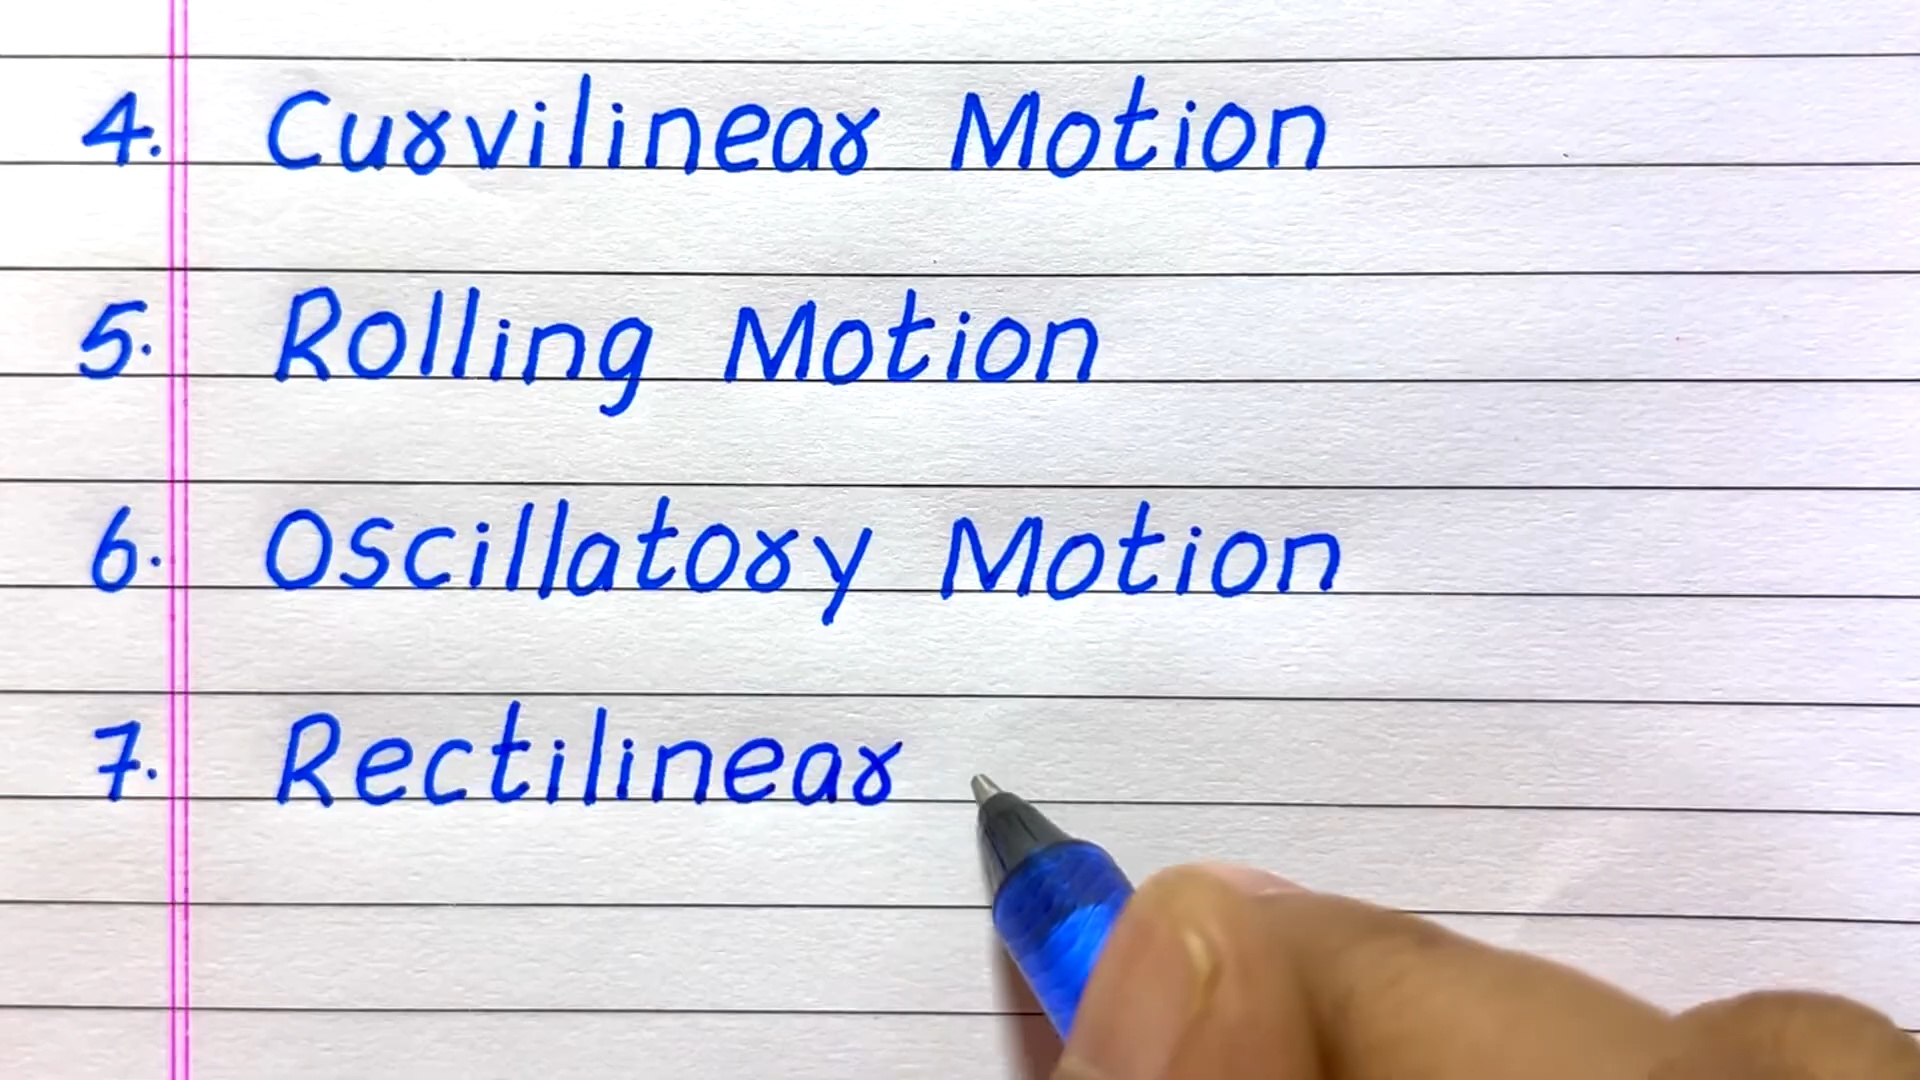 4. Curvilinear Motion
5. Rolling Motion
6. Oscillatory Motion
7. Rectilinear